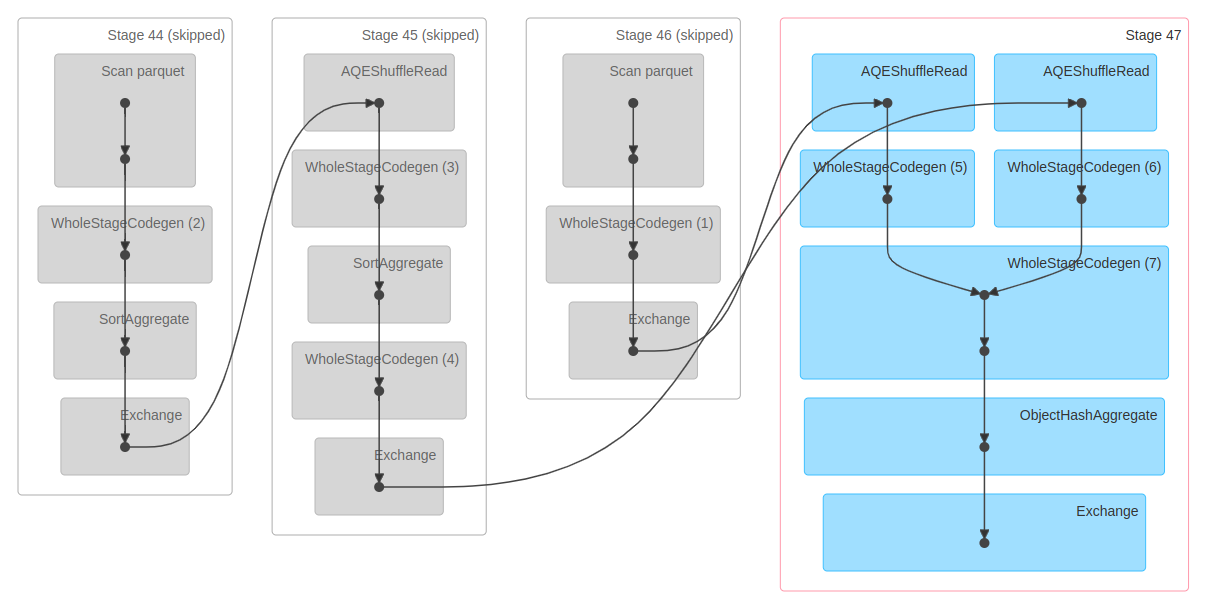 Stage 44 (skipped)
Scan parquet
WholeStageCodegen (2)
SortAggregate
Exchange
Stage 45 (skipped)
AQEShuffleRead
WholeStageCodegen (3)
SortAggregate
WholeStageCodegen (4)
Exchange
Stage 46 (skipped)
Scan parquet
WholeStageCodegen (1)
Exchange
Stage 47
AQEShuffleRead
AQEShuffleRead
WholeStageCodegen (5)
WholeStageCodegen (6)
WholeStageCodegen (7)
ObjectHashAggregate
Exchange